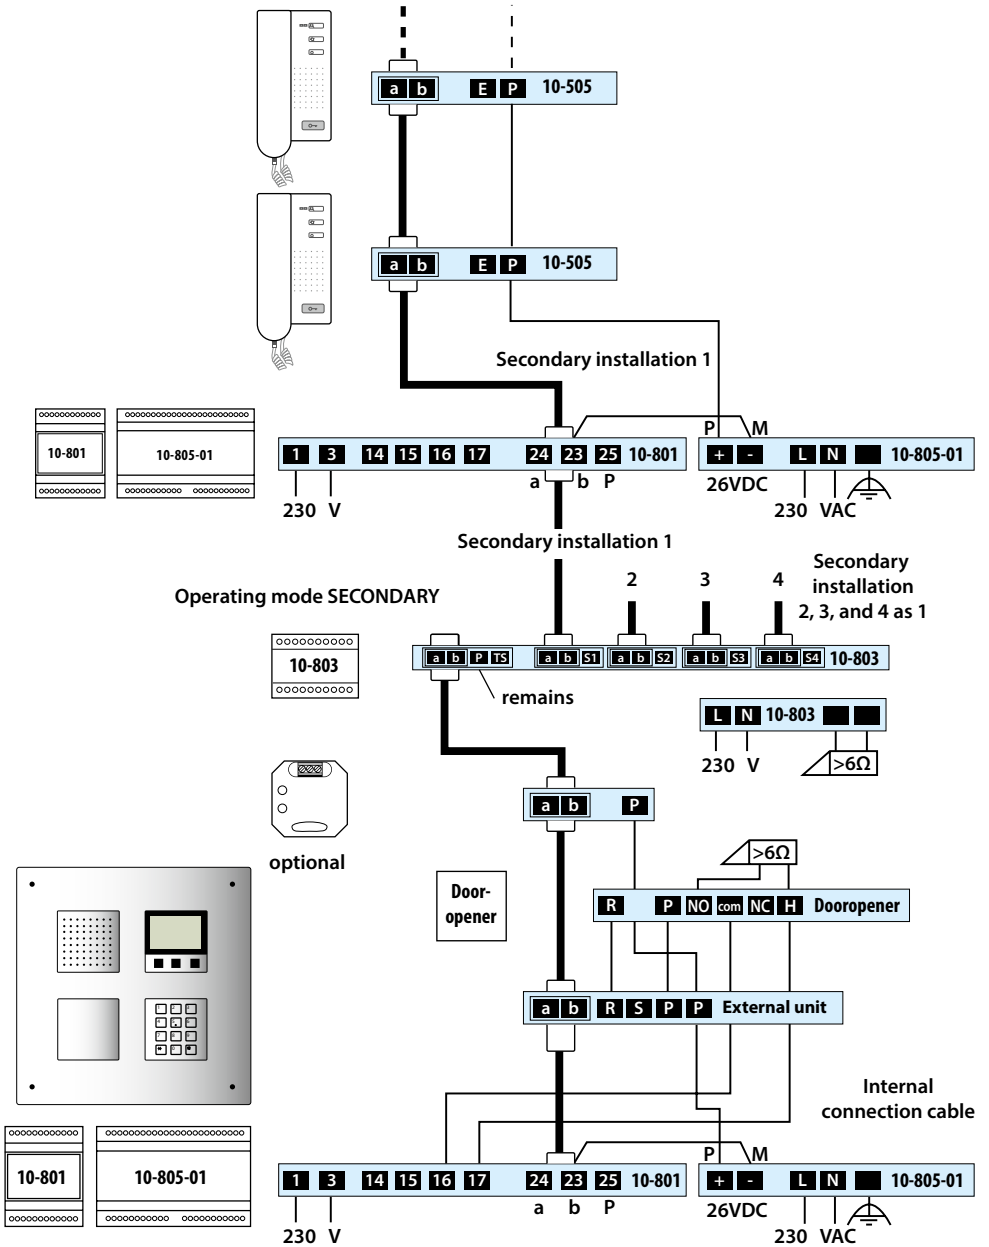 a b E P 10-505
a b E P 10-505
Secondary installation 1
P M
10-801 10-805-01
1 3 14 15 16 17 24 23 25 10-801
+ - L N 10-805-01
a b P
26VDC
230 V
230 VAC
Secondary installation 1
Secondary
installation
2, 3, and 4 as 1
2 3 4
Operating mode SECONDARY
10-803
a b P TS a b S1 a b S2 a b S3 a b S4 10-803
remains
L N 10-803
230 V
>6Ω
a b P
optional
>6Ω
Door-
opener
R P NO com NC H Dooropener
a b R S P P External unit
Internal
connection cable
P M
10-801 10-805-01
1 3 14 15 16 17 24 23 25 10-801
+ - L N 10-805-01
a b P
26VDC
230 V
230 VAC